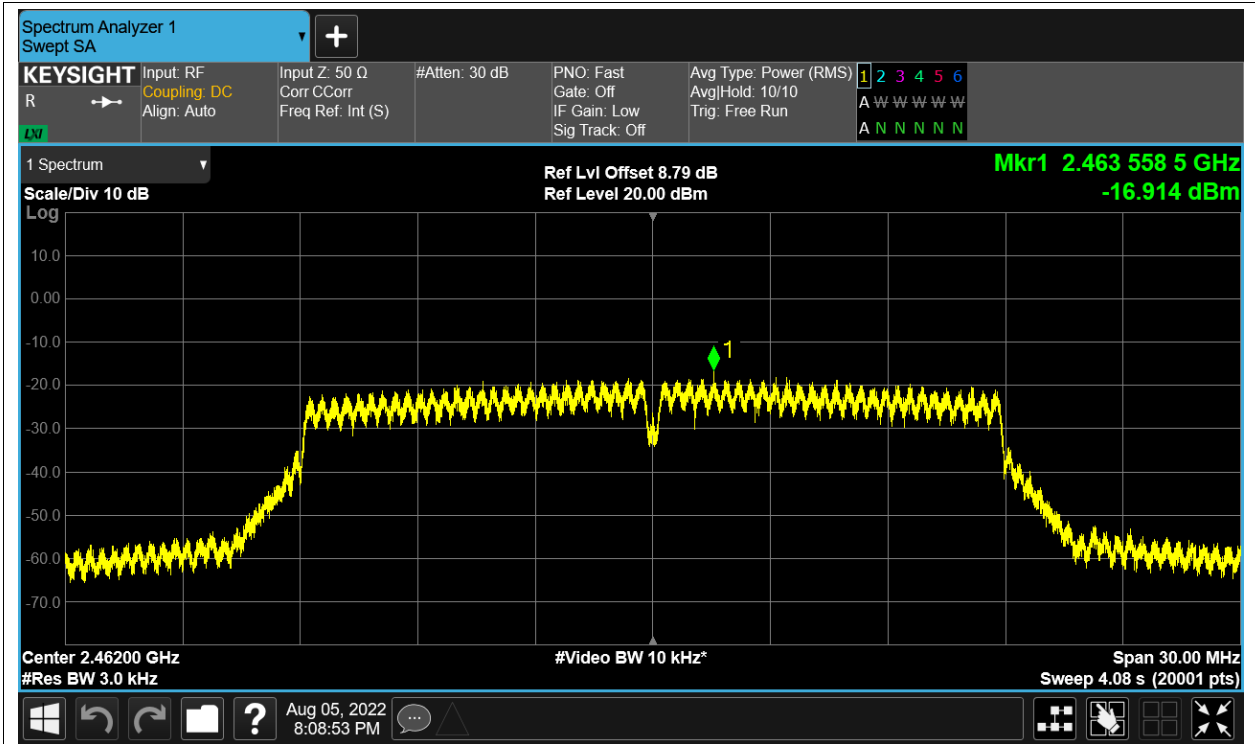 Spectrum Analyzer 1
Swept SA
KEYSIGHT
R
LXI
Input: RF
Coupling: DC
Align: Auto
Input Z: 50 Ω
Corr CCorr
Freq Ref: Int (S)
#Atten: 30 dB
PNO: Fast
Gate: Off
IF Gain: Low
Sig Track: Off
Avg Type: Power (RMS)
Avg|Hold: 10/10
Trig: Free Run
1 2 3 4 5 6
A W W W W W
A N N N N N
1 Spectrum
Scale/Div 10 dB
Log
Ref Lvl Offset 8.79 dB
Ref Level 20.00 dBm
Mkr1 2.463 558 5 GHz
-16.914 dBm
10.0
0.00
-10.0
-20.0
-30.0
-40.0
-50.0
-60.0
-70.0
1
Center 2.46200 GHz
#Res BW 3.0 kHz
#Video BW 10 kHz*
Span 30.00 MHz
Sweep 4.08 s (20001 pts)
?
Aug 05, 2022
8:08:53 PM